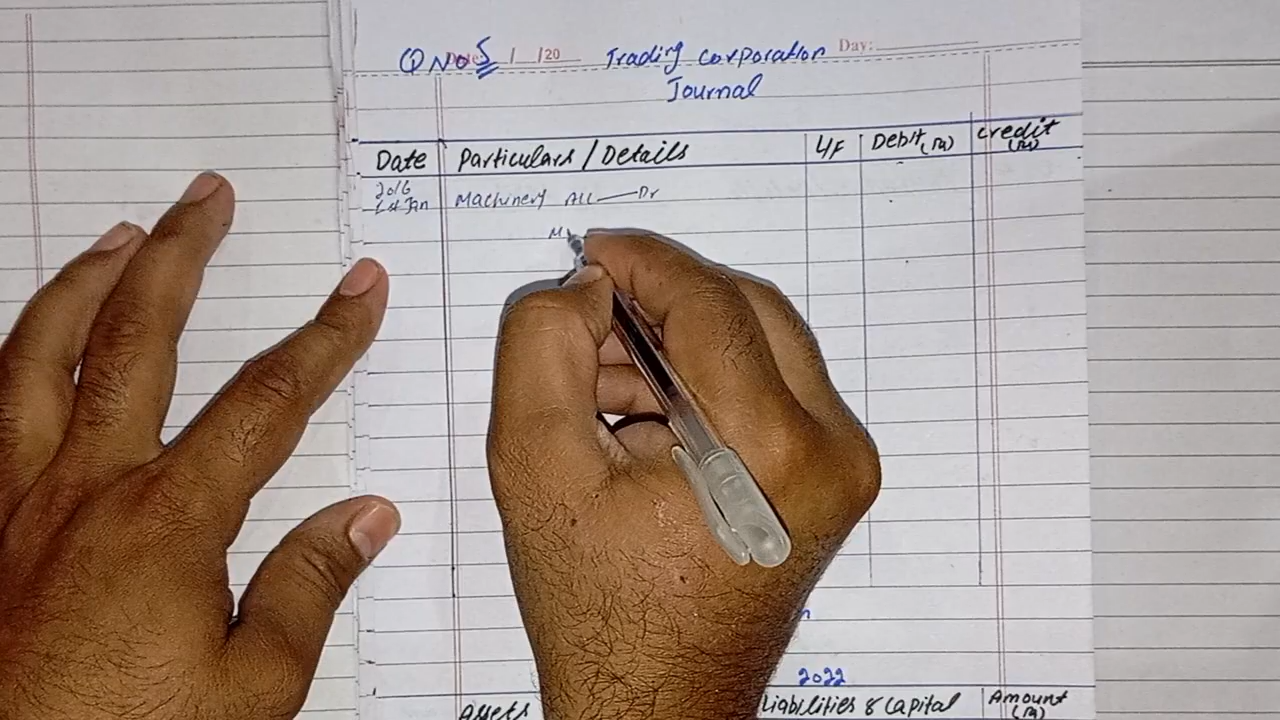 Q No 5 Date / /20 Trading Corporation Day:
Journal
Date Particulars / Details L/F Debit (Rs) Credit (Rs)
2016
1st Jan Machinery A/c Dr
M
2022
Assets Liabilities & Capital Amount (Rs)